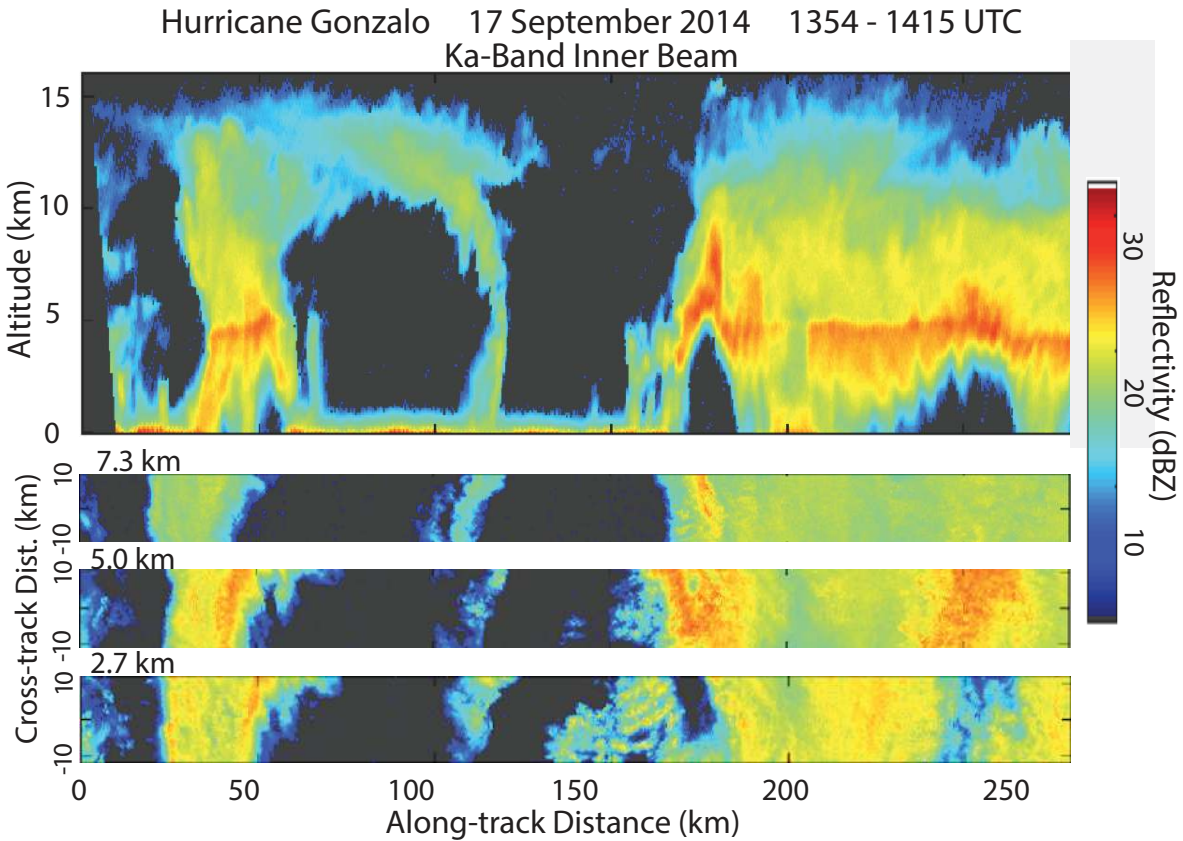 Hurricane Gonzalo 17 September 2014 1354 - 1415 UTC
Ka-Band Inner Beam
15
10
5
0
Altitude (km)
30
20
10
Reflectivity (dBZ)
7.3 km
10
-10
5.0 km
10
-10
2.7 km
10
-10
Cross-track Dist. (km)
0 50 100 150 200 250
Along-track Distance (km)